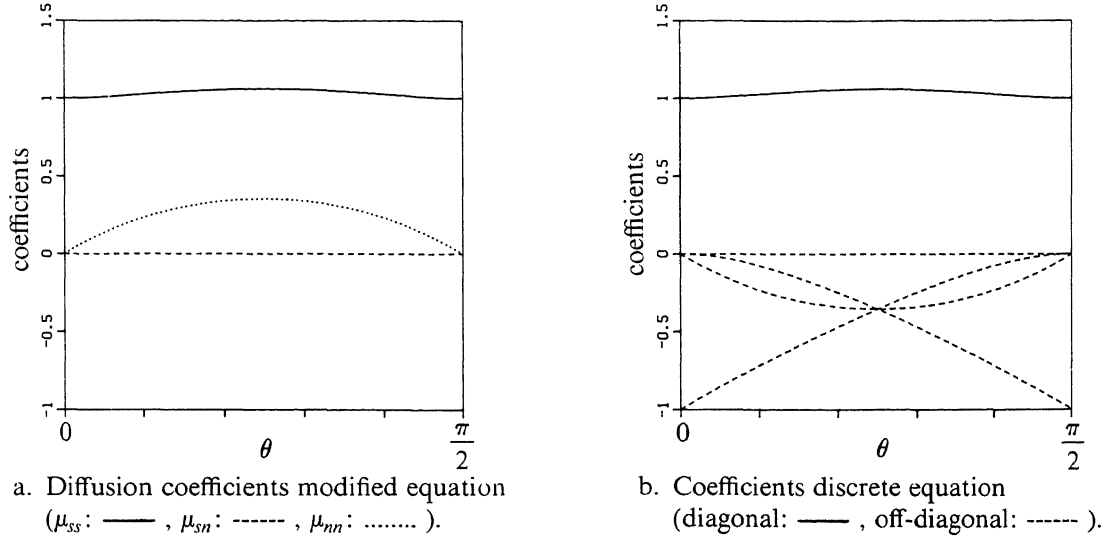 1.5
1
0.5
0
-0.5
-1
coefficients
0
θ
π
2
a. Diffusion coefficients modified equation
(μss: —— , μsn: ------ , μnn: ........ ).
1.5
1
0.5
0
-0.5
-1
coefficients
0
θ
π
2
b. Coefficients discrete equation
(diagonal: —— , off-diagonal: ------ ).